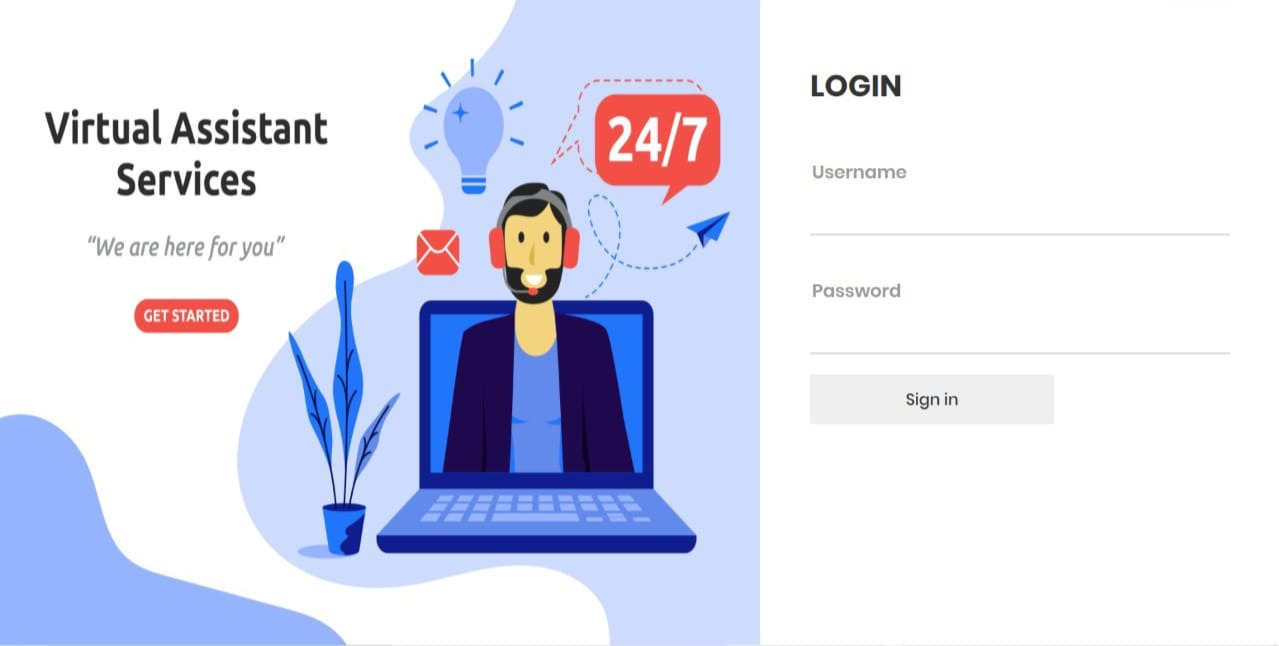 Virtual Assistant
Services
“We are here for you”
GET STARTED
24/7
LOGIN
Username
Password
Sign in